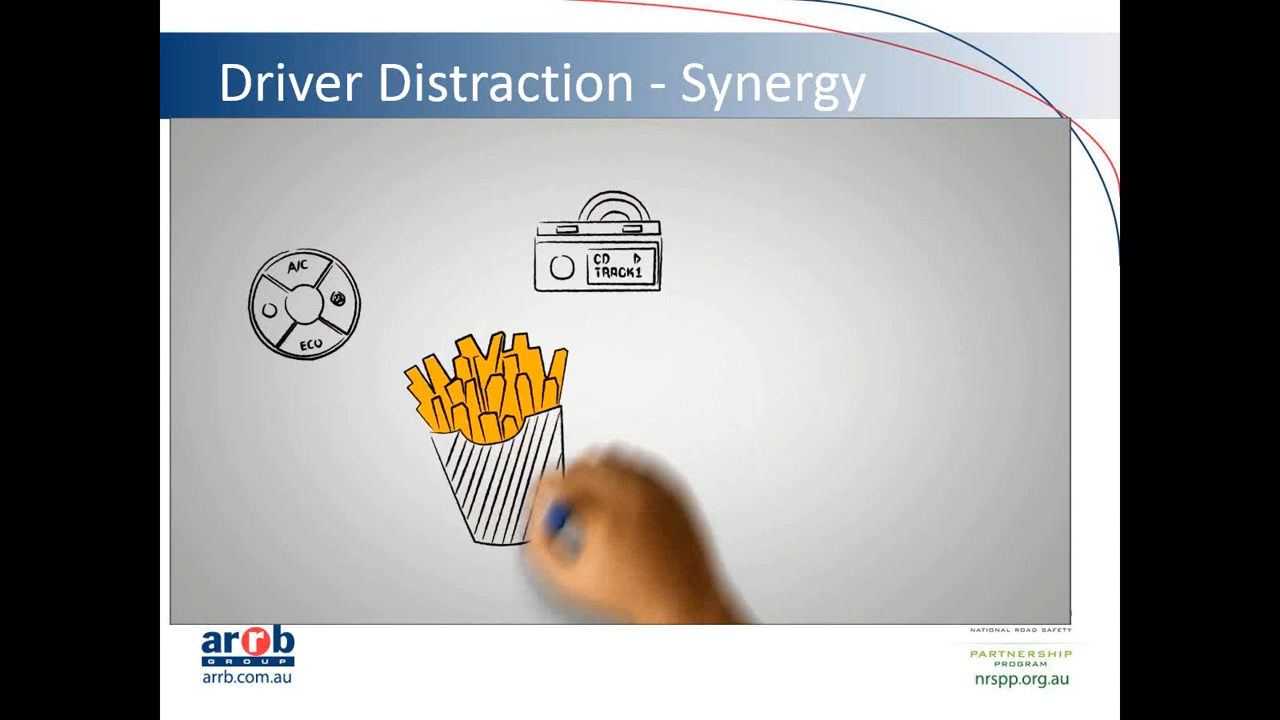 Driver Distraction - Synergy
CD
TRACK1
A/C
ECO
arrb
GROUP
arrb.com.au
NATIONAL ROAD SAFETY
PARTNERSHIP
PROGRAM
nrspp.org.au